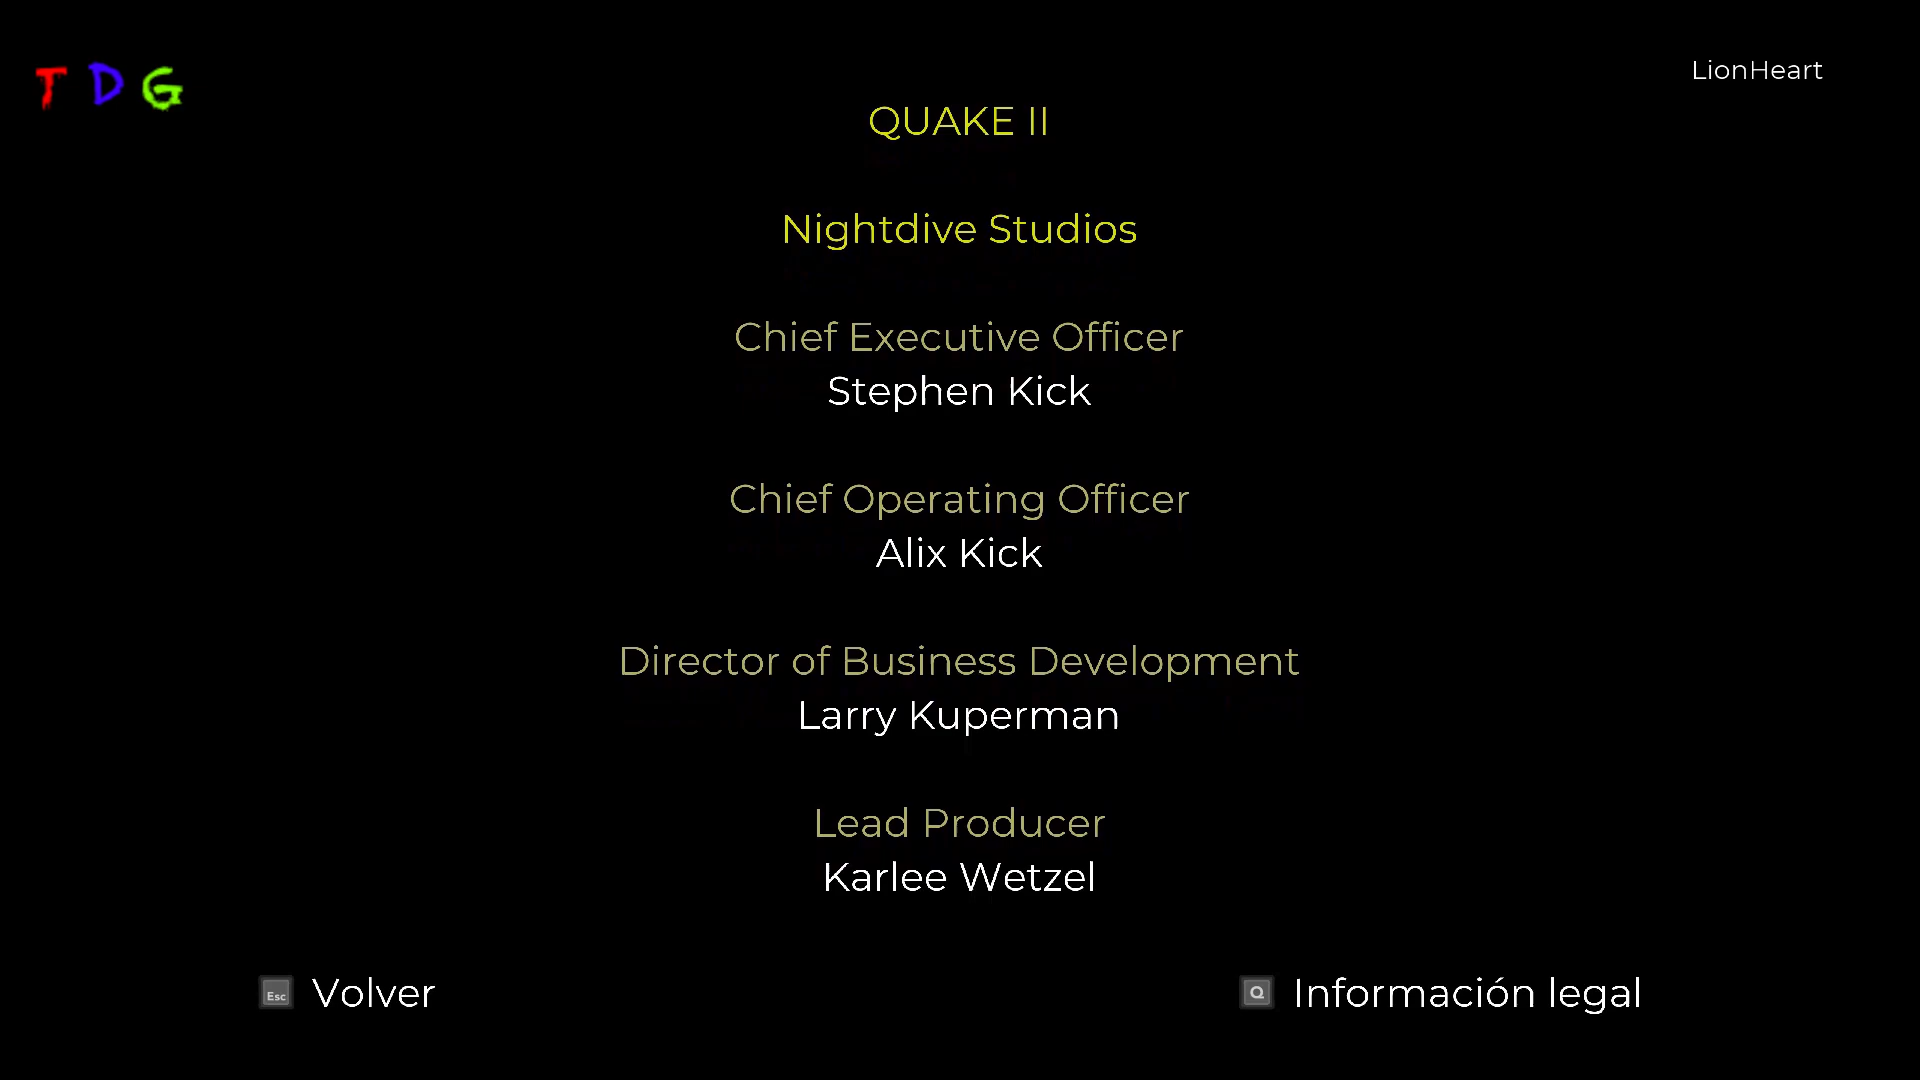 T D G
LionHeart
QUAKE II
Nightdive Studios
Chief Executive Officer
Stephen Kick
Chief Operating Officer
Alix Kick
Director of Business Development
Larry Kuperman
Lead Producer
Karlee Wetzel
Esc Volver
Q Información legal